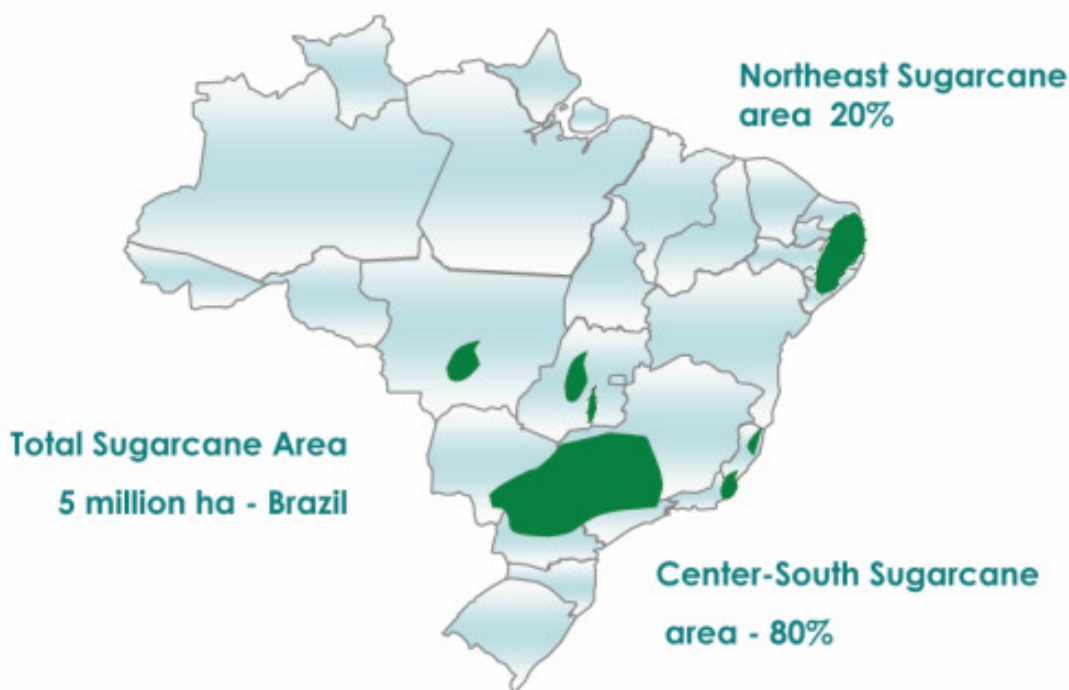 Northeast Sugarcane
area 20%
Total Sugarcane Area
5 million ha - Brazil
Center-South Sugarcane
area - 80%